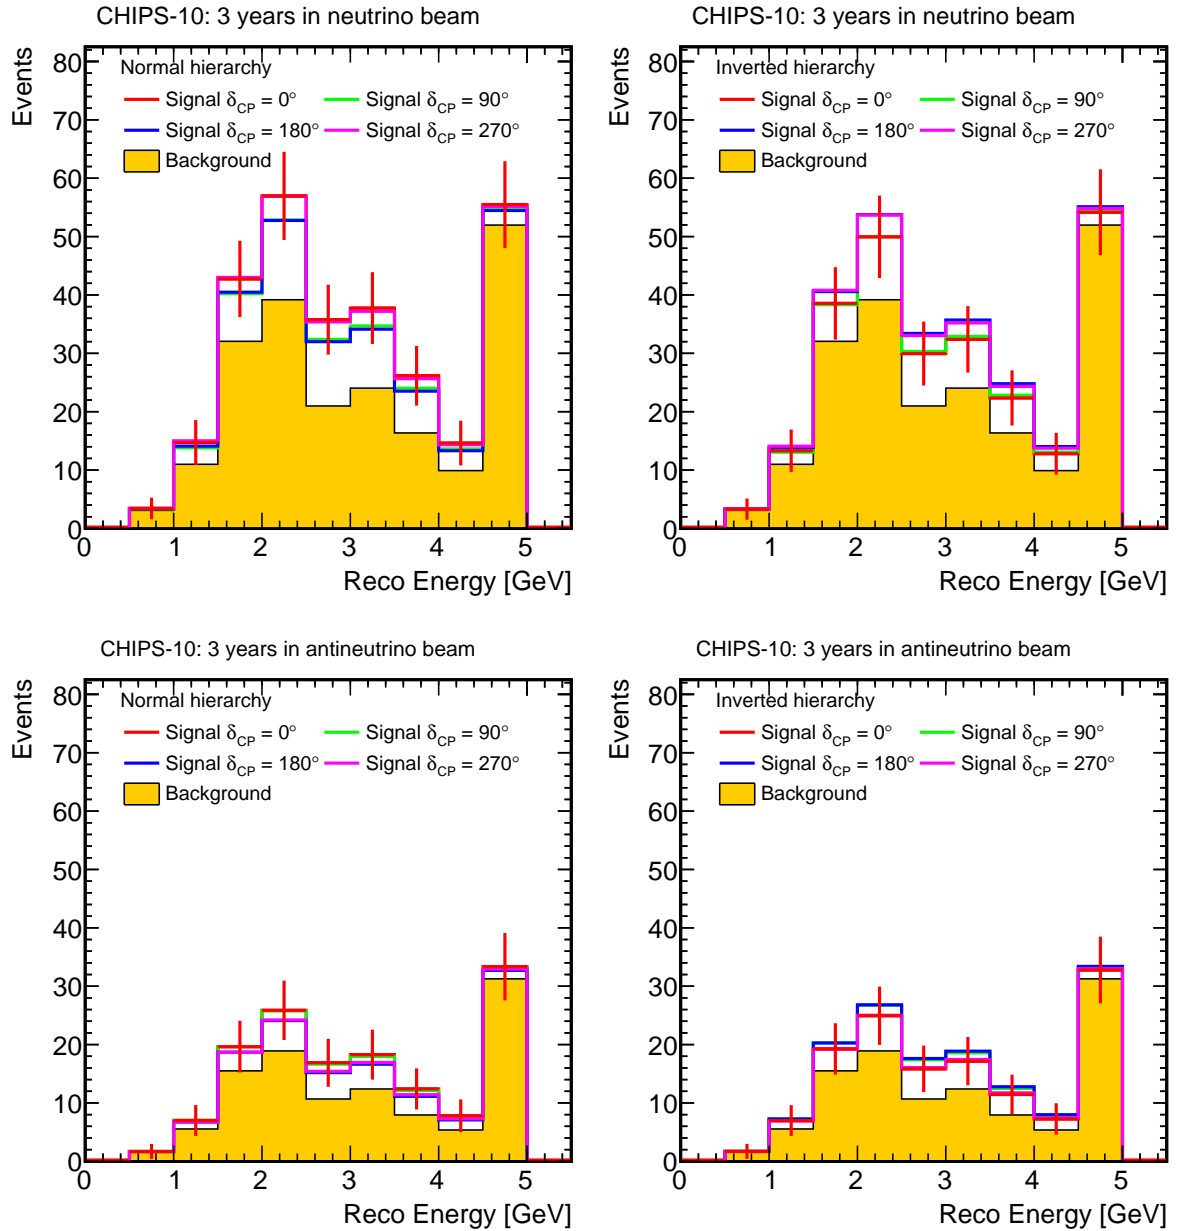 CHIPS-10: 3 years in neutrino beam
Events
80
70
60
50
40
30
20
10
0
Normal hierarchy
Signal δCP = 0° Signal δCP = 90°
Signal δCP = 180° Signal δCP = 270°
Background
0 1 2 3 4 5
Reco Energy [GeV]
CHIPS-10: 3 years in neutrino beam
Events
80
70
60
50
40
30
20
10
0
Inverted hierarchy
Signal δCP = 0° Signal δCP = 90°
Signal δCP = 180° Signal δCP = 270°
Background
0 1 2 3 4 5
Reco Energy [GeV]
CHIPS-10: 3 years in antineutrino beam
Events
80
70
60
50
40
30
20
10
0
Normal hierarchy
Signal δCP = 0° Signal δCP = 90°
Signal δCP = 180° Signal δCP = 270°
Background
0 1 2 3 4 5
Reco Energy [GeV]
CHIPS-10: 3 years in antineutrino beam
Events
80
70
60
50
40
30
20
10
0
Inverted hierarchy
Signal δCP = 0° Signal δCP = 90°
Signal δCP = 180° Signal δCP = 270°
Background
0 1 2 3 4 5
Reco Energy [GeV]